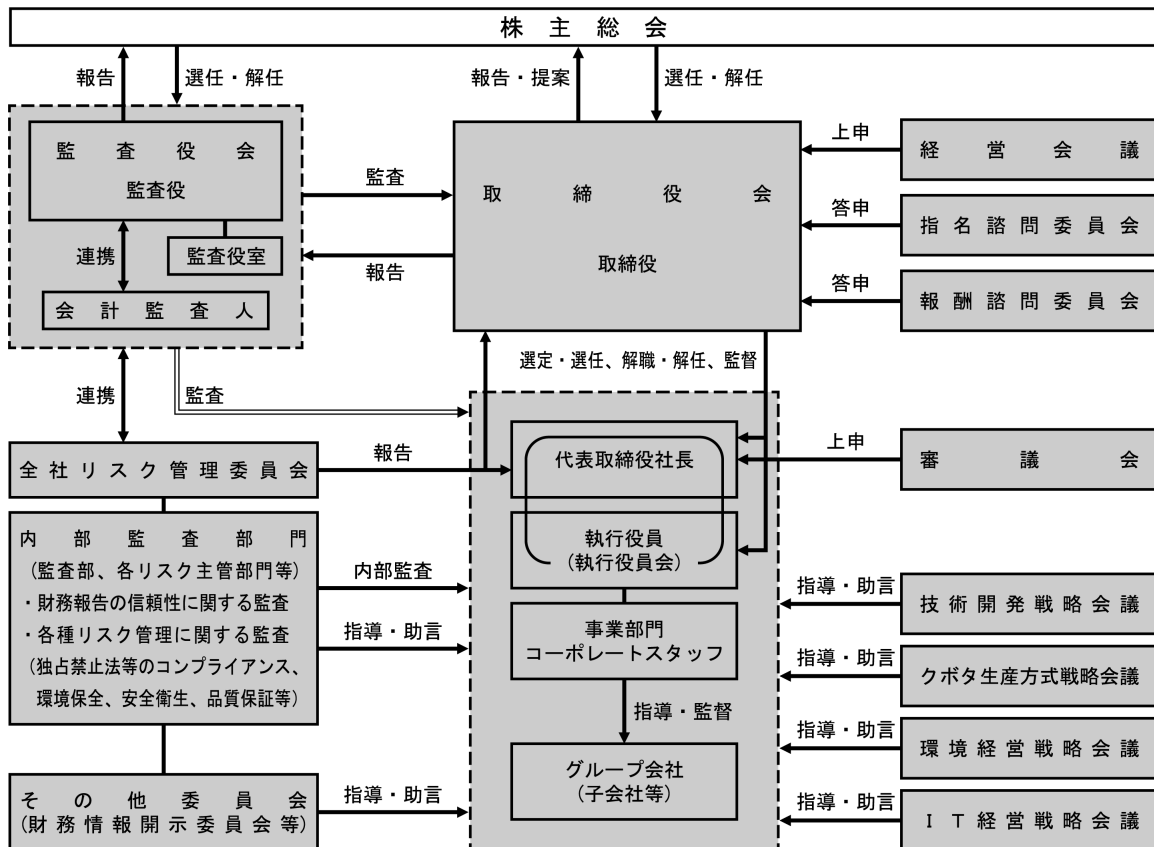 株主総会
報告
選任・解任
報告・提案
選任・解任
監査役会
監査役
監査役室
連携
会計監査人
監査
報告
取締役会
取締役
上申
経営会議
答申
指名諮問委員会
答申
報酬諮問委員会
選定・選任、解職・解任、監督
連携
監査
全社リスク管理委員会
報告
代表取締役社長
上申
審議会
執行役員
(執行役員会)
内部監査部門
(監査部、各リスク主管部門等)
・財務報告の信頼性に関する監査
・各種リスク管理に関する監査
(独占禁止法等のコンプライアンス、
環境保全、安全衛生、品質保証等)
内部監査
指導・助言
事業部門
コーポレートスタッフ
指導・監督
グループ会社
(子会社等)
指導・助言
技術開発戦略会議
指導・助言
クボタ生産方式戦略会議
指導・助言
環境経営戦略会議
指導・助言
IT経営戦略会議
その他委員会
(財務情報開示委員会等)
指導・助言